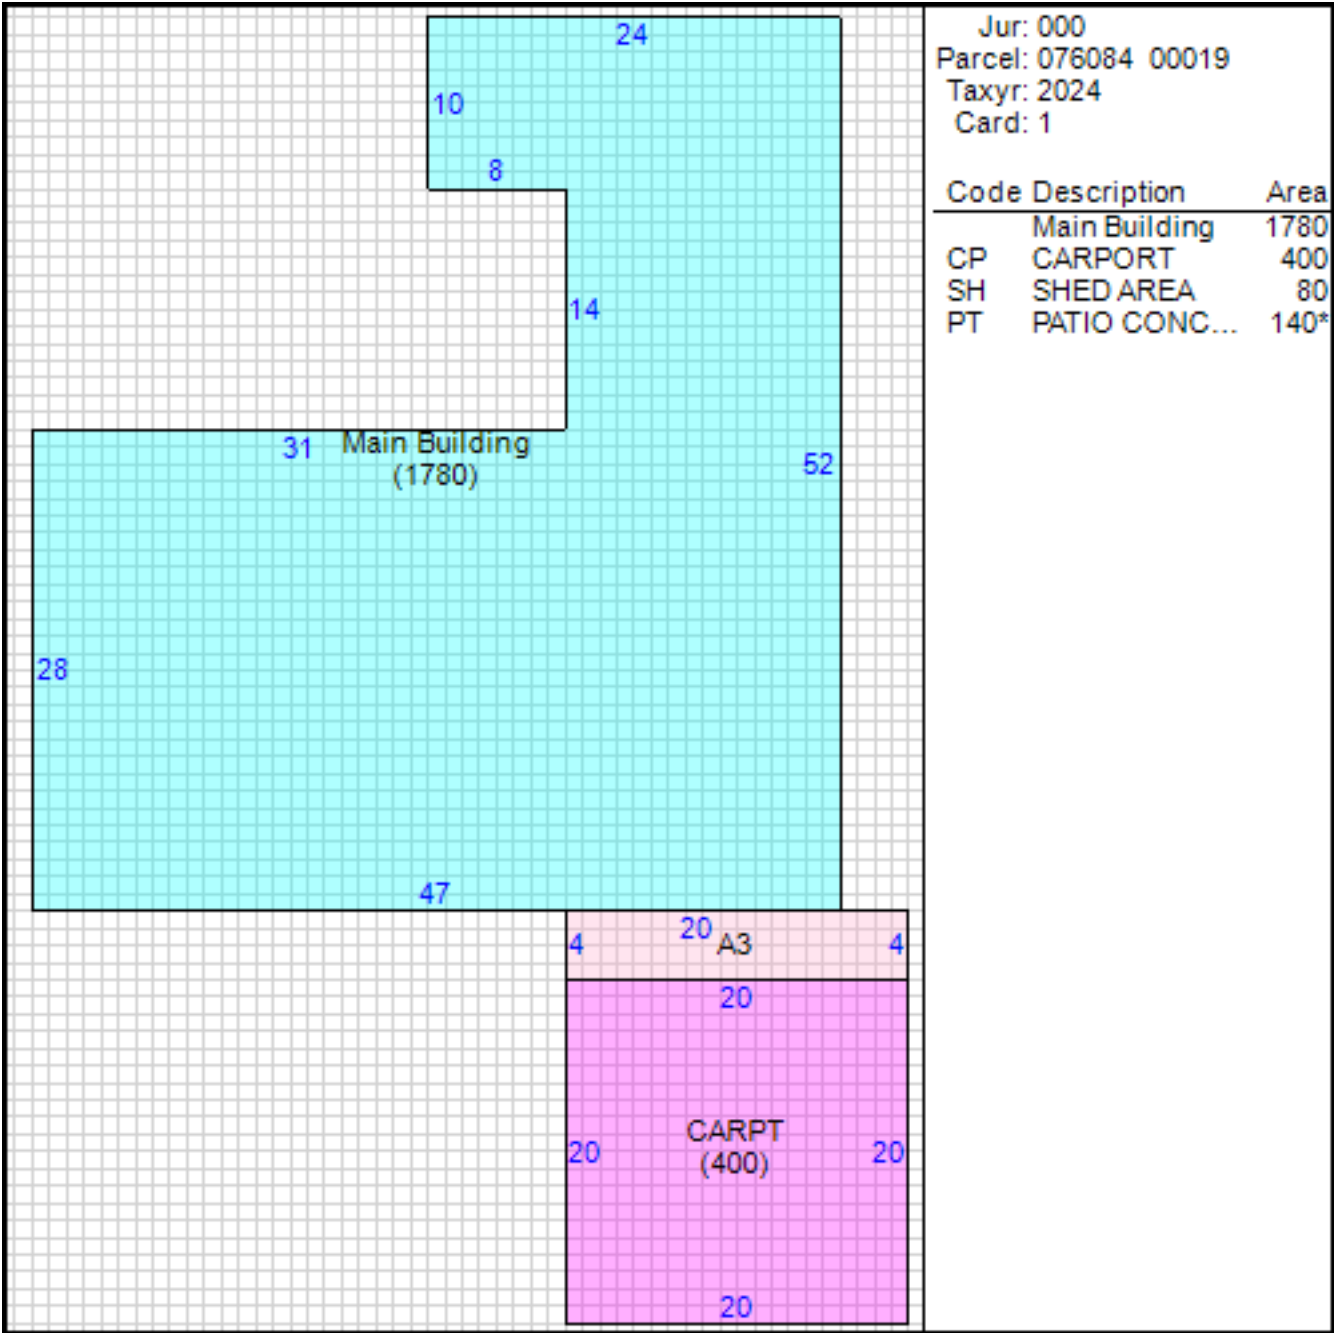 24
10
8
14
31
Main Building
(1780)
52
28
47
20
4
A3
4
20
CARPT
(400)
20
20
20
Jur: 000
Parcel: 076084 00019
Taxyr: 2024
Card: 1
Code Description Area
Main Building 1780
CP CARPORT 400
SH SHED AREA 80
PT PATIO CONC... 140*